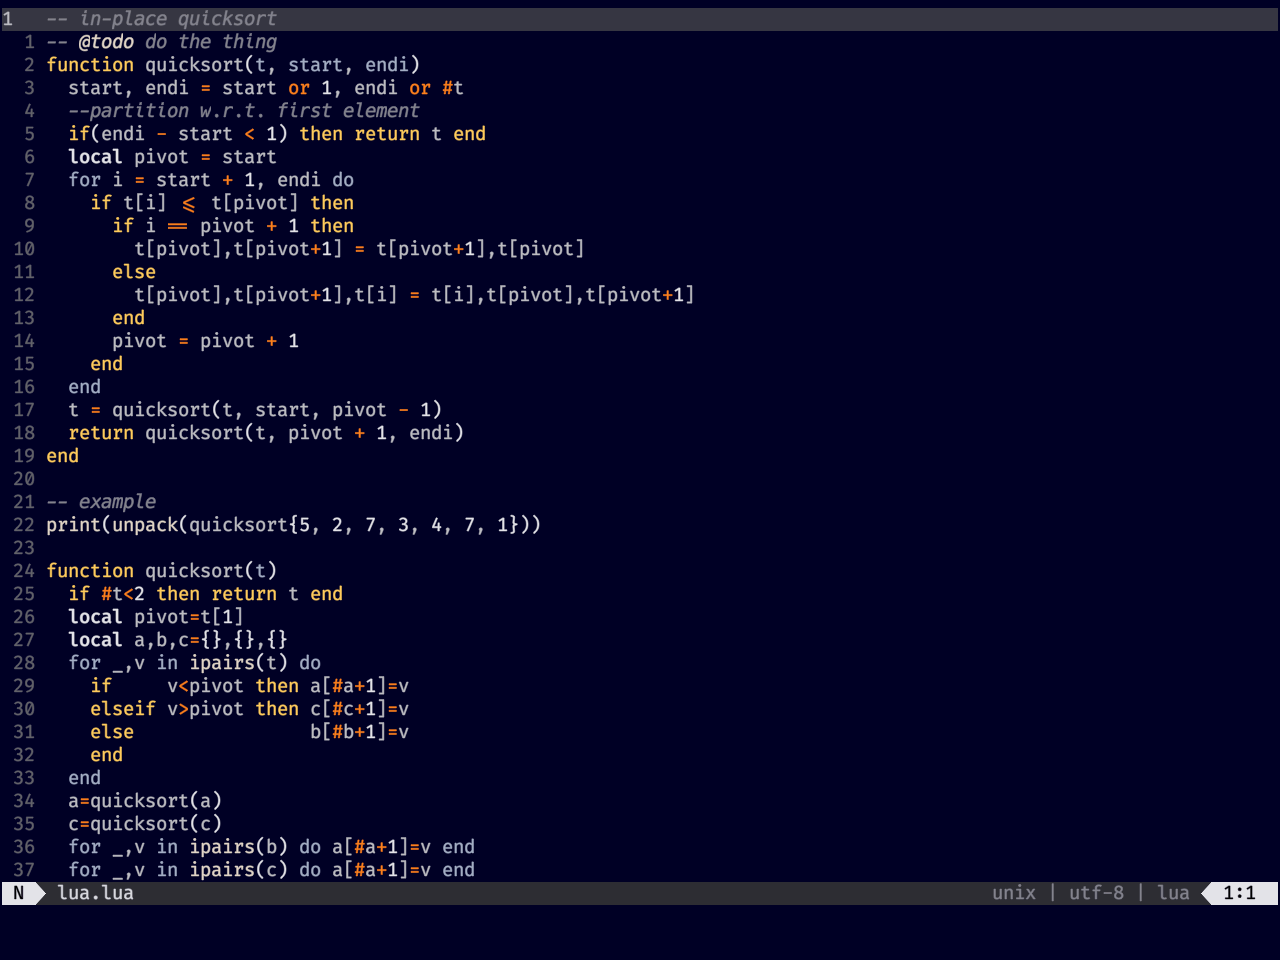 1   -- in-place quicksort
  1 -- @todo do the thing
  2 function quicksort(t, start, endi)
  3   start, endi = start or 1, endi or #t
  4   --partition w.r.t. first element
  5   if(endi - start < 1) then return t end
  6   local pivot = start
  7   for i = start + 1, endi do
  8     if t[i] <= t[pivot] then
  9       if i == pivot + 1 then
 10         t[pivot],t[pivot+1] = t[pivot+1],t[pivot]
 11       else
 12         t[pivot],t[pivot+1],t[i] = t[i],t[pivot],t[pivot+1]
 13       end
 14       pivot = pivot + 1
 15     end
 16   end
 17   t = quicksort(t, start, pivot - 1)
 18   return quicksort(t, pivot + 1, endi)
 19 end
 20
 21 -- example
 22 print(unpack(quicksort{5, 2, 7, 3, 4, 7, 1}))
 23
 24 function quicksort(t)
 25   if #t<2 then return t end
 26   local pivot=t[1]
 27   local a,b,c={},{},{}
 28   for _,v in ipairs(t) do
 29     if     v<pivot then a[#a+1]=v
 30     elseif v>pivot then c[#c+1]=v
 31     else                b[#b+1]=v
 32     end
 33   end
 34   a=quicksort(a)
 35   c=quicksort(c)
 36   for _,v in ipairs(b) do a[#a+1]=v end
 37   for _,v in ipairs(c) do a[#a+1]=v end
N lua.lua unix | utf-8 | lua 1:1